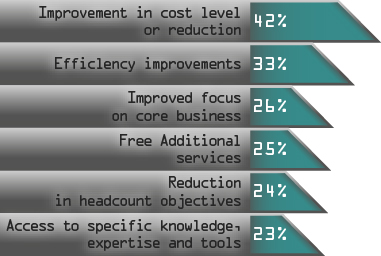 Improvement in cost level
or reduction
42%
Efficiency improvements
33%
Improved focus
on core business
26%
Free Additional
services
25%
Reduction
in headcount objectives
24%
Access to specific knowledge,
expertise and tools
23%